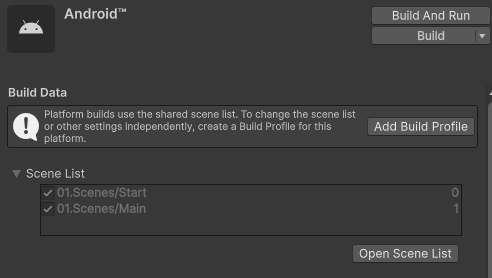 Android™
Build And Run
Build
Build Data
Platform builds use the shared scene list. To change the scene list
or other settings independently, create a Build Profile for this
platform.
Add Build Profile
Scene List
01.Scenes/Start 0
01.Scenes/Main 1
Open Scene List